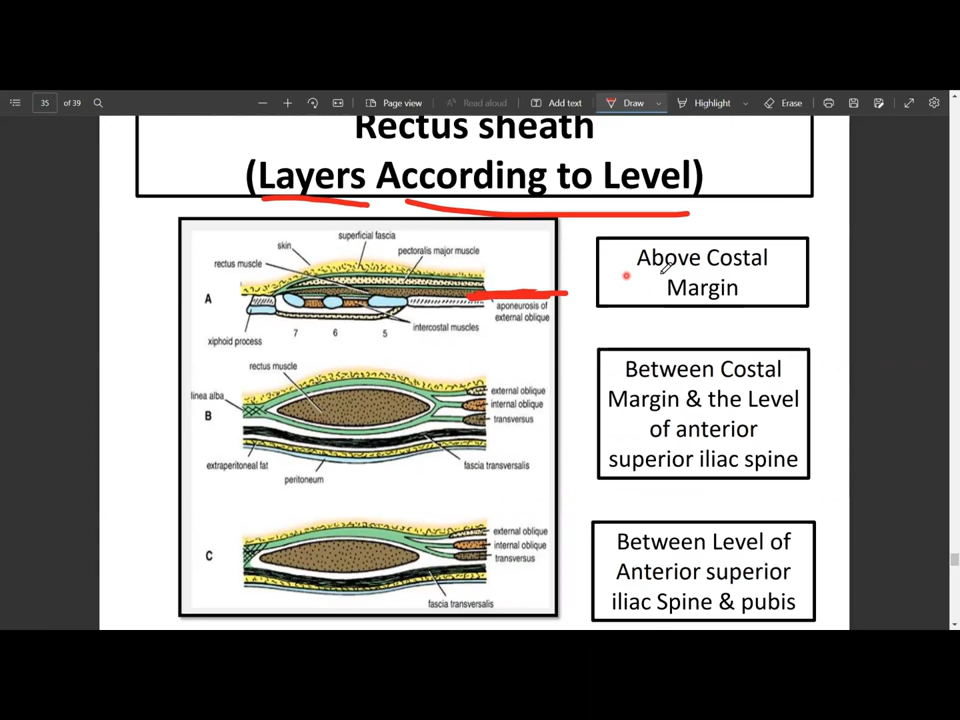 35 of 39
Page view
Read aloud
Add text
Draw
Highlight
Erase
Rectus sheath
(Layers According to Level)
superficial fascia
skin
pectoralis major muscle
rectus muscle
A
aponeurosis of
external oblique
intercostal muscles
7 6 5
xiphoid process
Above Costal
Margin
rectus muscle
linea alba
B
external oblique
internal oblique
transversus
extraperitoneal fat
fascia transversalis
peritoneum
Between Costal
Margin & the Level
of anterior
superior iliac spine
C
external oblique
internal oblique
transversus
fascia transversalis
Between Level of
Anterior superior
iliac Spine & pubis